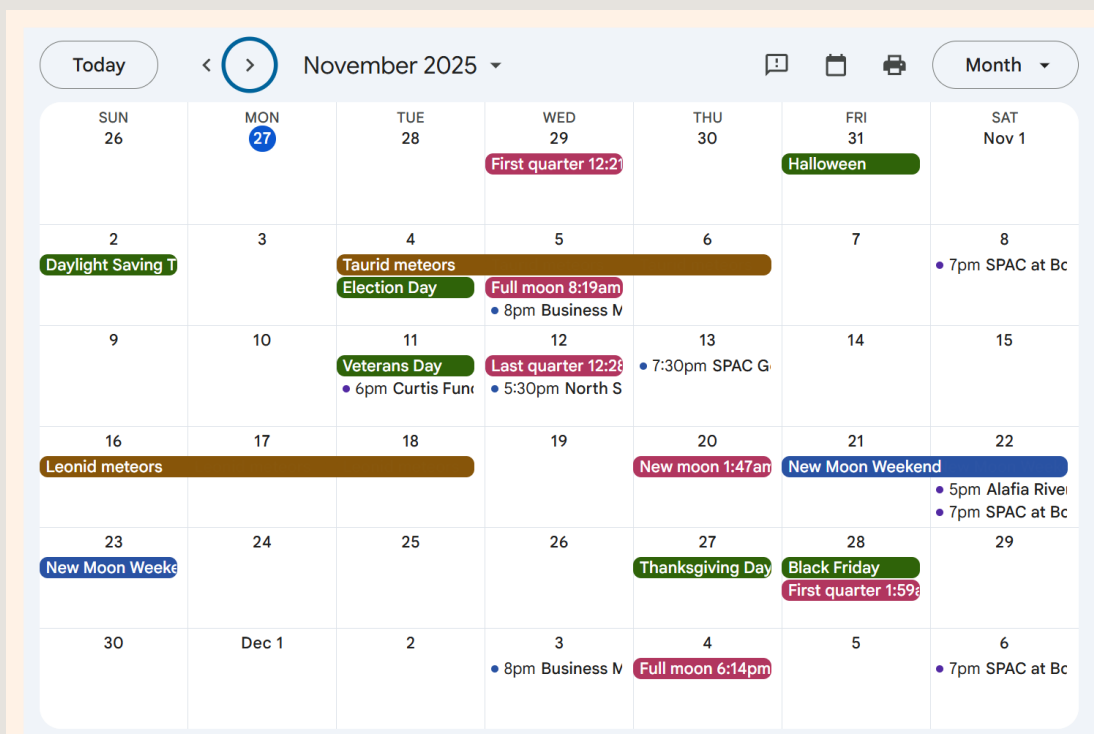 Today
November 2025
Month
SUN MON TUE WED THU FRI SAT
26 27 28 29 30 31 Nov 1
First quarter 12:21
Halloween
2 3 4 5 6 7 8
Daylight Saving T
Taurid meteors
7pm SPAC at Bo
Election Day
Full moon 8:19am
8pm Business M
9 10 11 12 13 14 15
Veterans Day
Last quarter 12:28
7:30pm SPAC G
6pm Curtis Fun
5:30pm North S
16 17 18 19 20 21 22
Leonid meteors
New moon 1:47am
New Moon Weekend
5pm Alafia River
7pm SPAC at Bo
23 24 25 26 27 28 29
New Moon Weeke
Thanksgiving Day
Black Friday
First quarter 1:59a
30 Dec 1 2 3 4 5 6
8pm Business M
Full moon 6:14pm
7pm SPAC at Bo